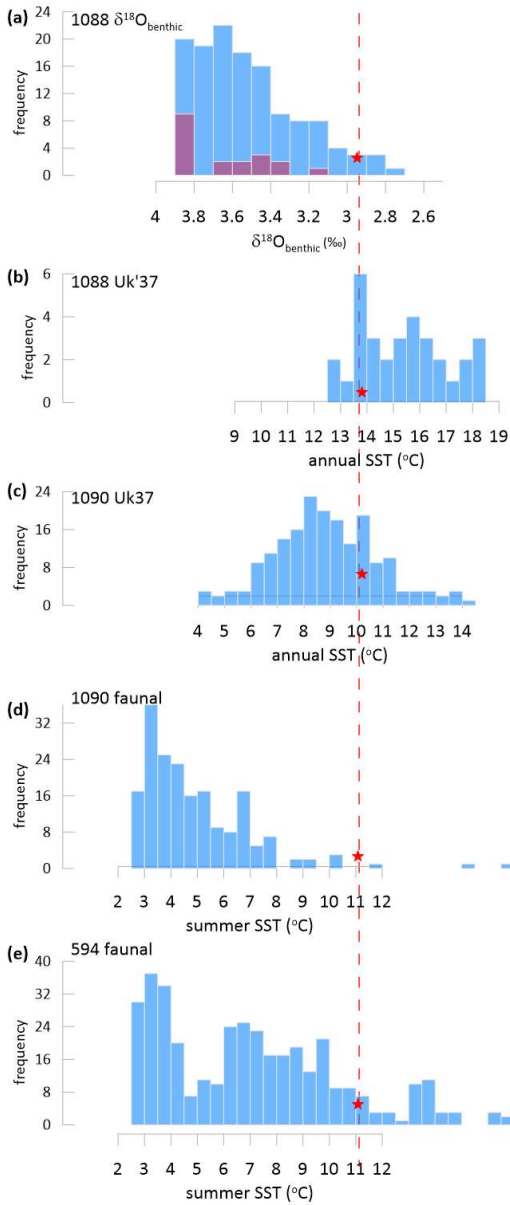 (a) 1088 δ¹⁸O_benthic
24
20
16
12
8
4
0
frequency
4 3.8 3.6 3.4 3.2 3 2.8 2.6
δ¹⁸O_benthic (‰)
(b) 1088 Uk'37
6
4
2
0
frequency
9 10 11 12 13 14 15 16 17 18 19
annual SST (°C)
(c) 1090 Uk37
24
16
8
0
frequency
4 5 6 7 8 9 10 11 12 13 14
annual SST (°C)
(d) 1090 faunal
32
24
16
8
0
frequency
2 3 4 5 6 7 8 9 10 11 12
summer SST (°C)
(e) 594 faunal
40
32
24
16
8
0
frequency
2 3 4 5 6 7 8 9 10 11 12
summer SST (°C)